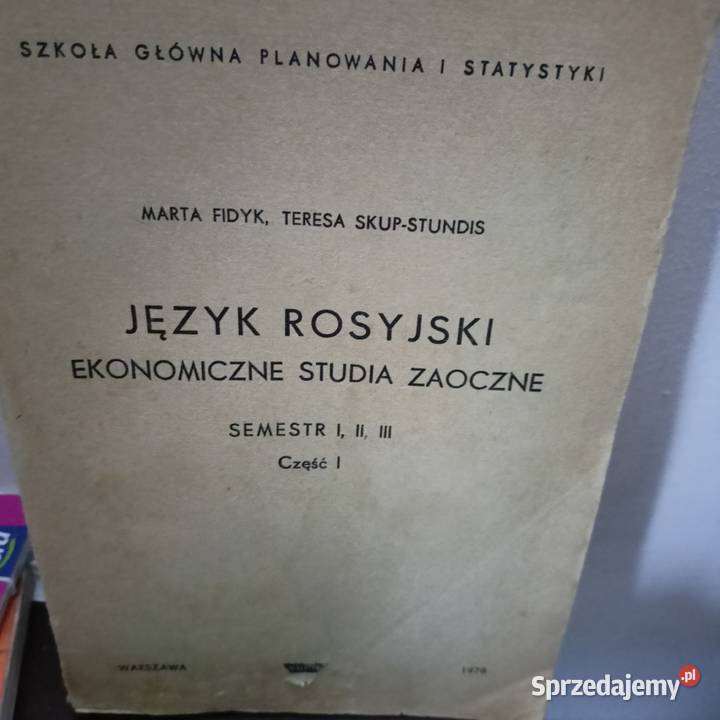 SZKOŁA GŁÓWNA PLANOWANIA I STATYSTYKI
MARTA FIDYK, TERESA SKUP-STUNDIS
JĘZYK ROSYJSKI
EKONOMICZNE STUDIA ZAOCZNE
SEMESTR I, II, III
Część I
WARSZAWA
Sprzedajemy.pl